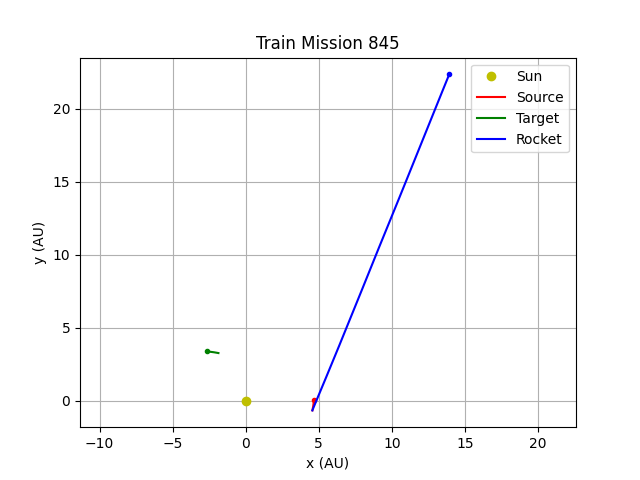 Train Mission 845
Sun
Source
Target
Rocket
y (AU)
20
15
10
5
0
−10
−5
0
5
10
15
20
x (AU)